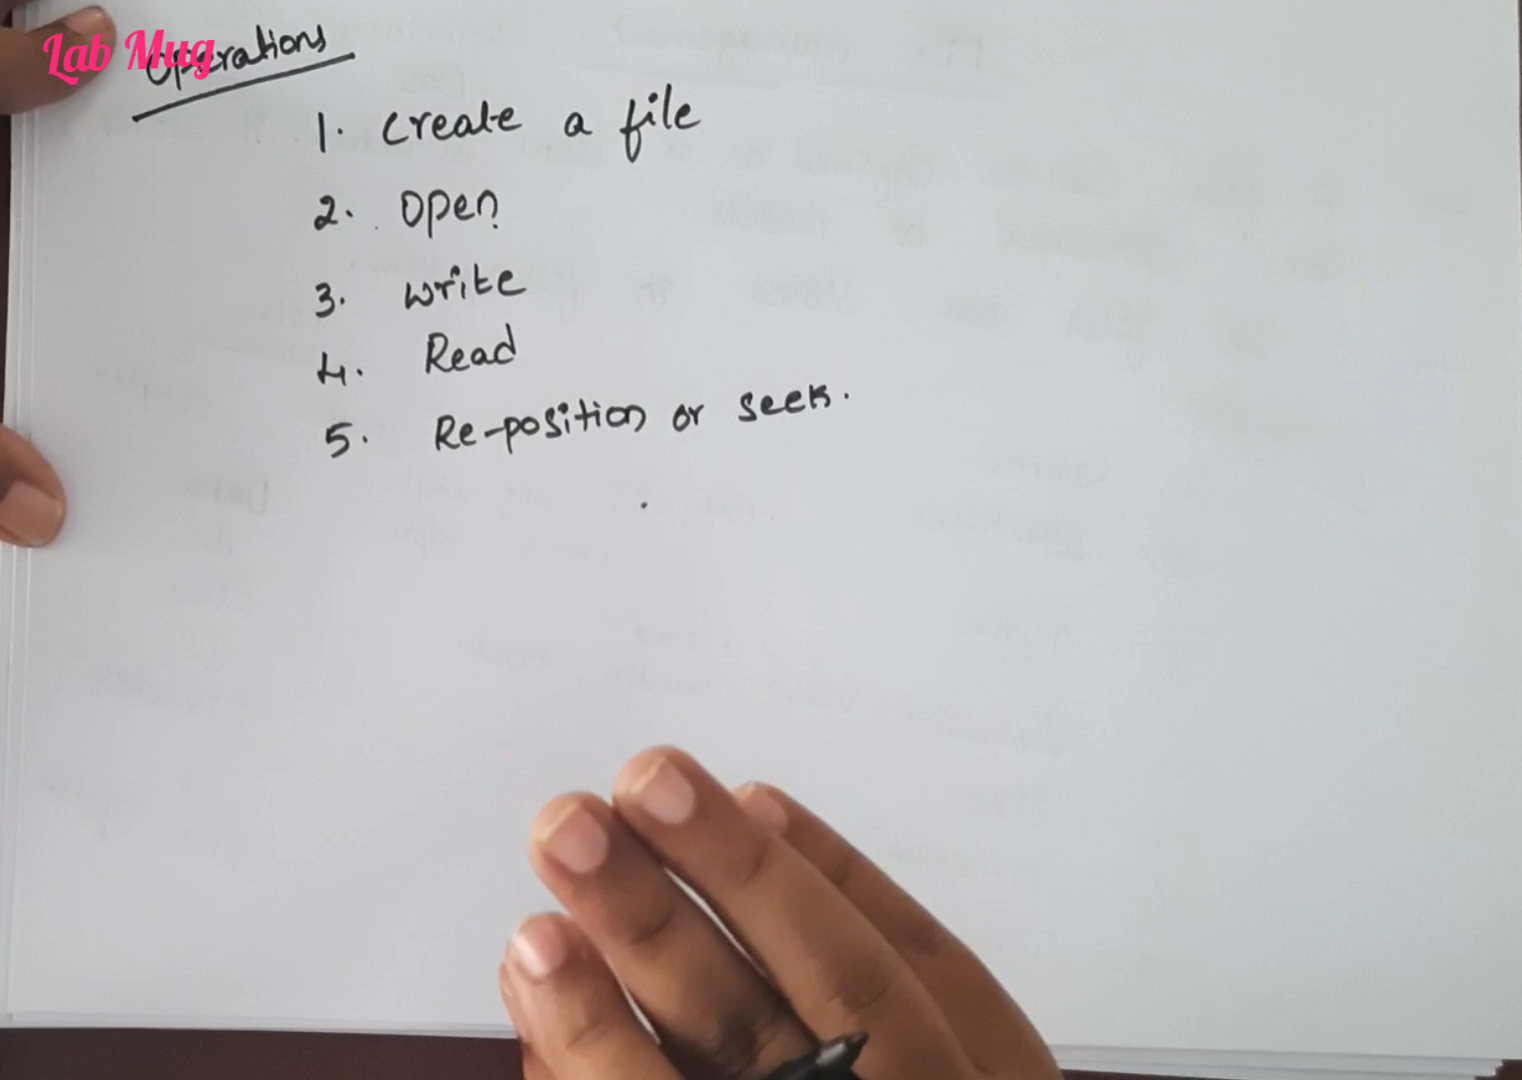 Lab Mug
Operations
1. Create a file
2. Open
3. Write
4. Read
5. Re-position or seek.